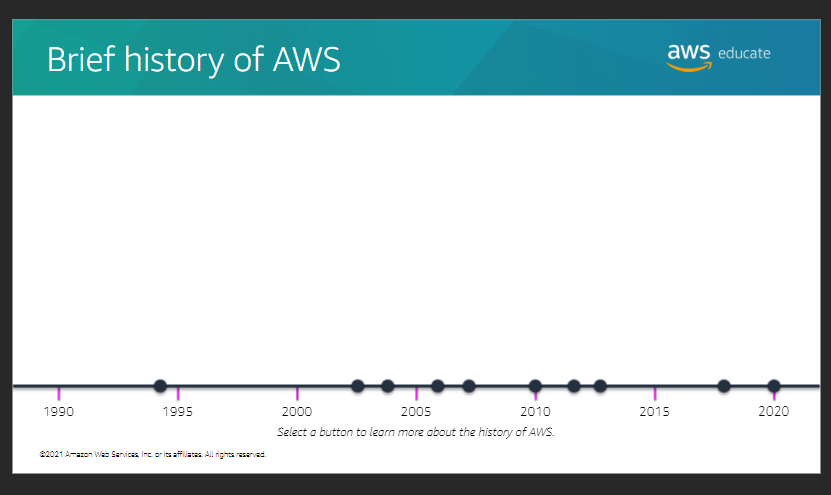 Brief history of AWS
aws educate
1990 1995 2000 2005 2010 2015 2020
Select a button to learn more about the history of AWS.
©2021 Amazon Web Services, Inc. or its affiliates. All rights reserved.